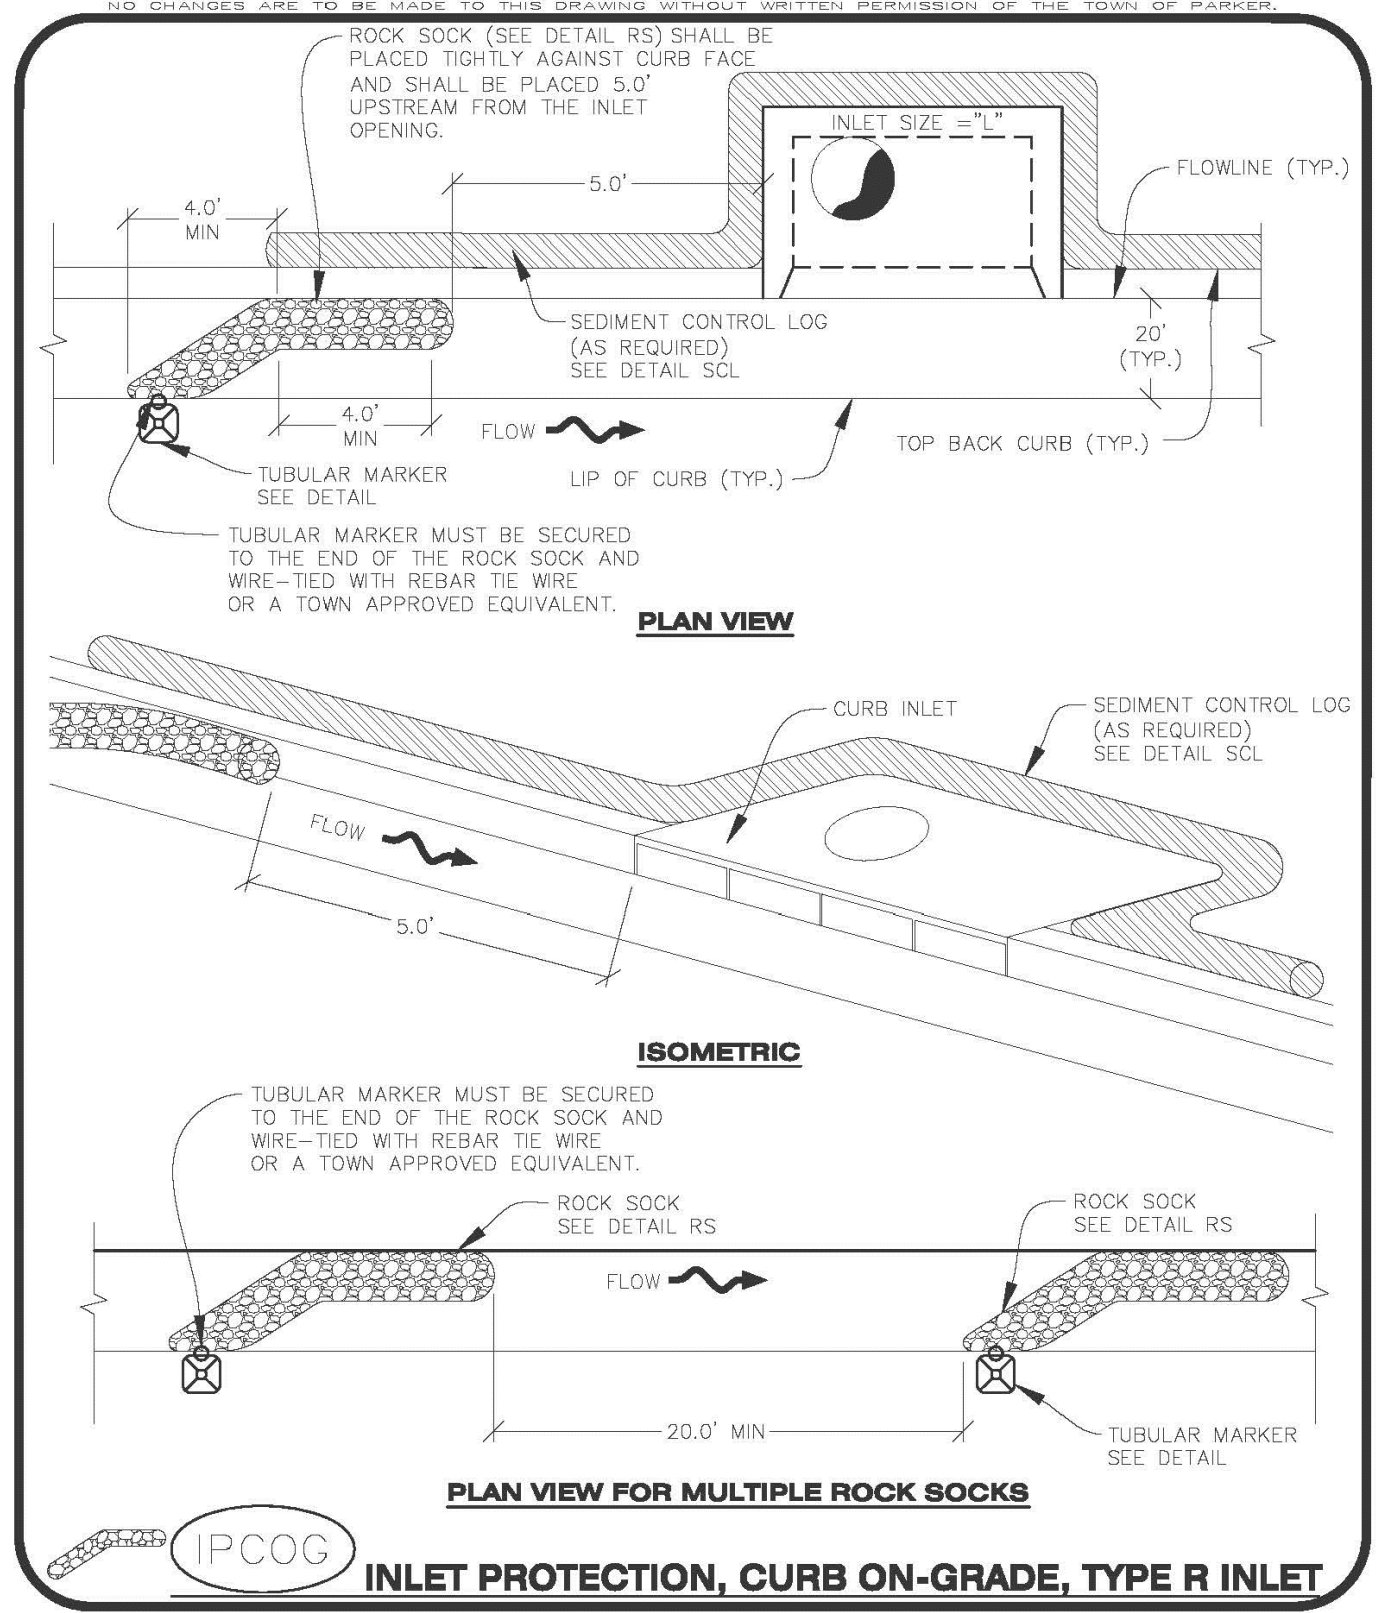 NO CHANGES ARE TO BE MADE TO THIS DRAWING WITHOUT WRITTEN PERMISSION OF THE TOWN OF PARKER.
ROCK SOCK (SEE DETAIL RS) SHALL BE
PLACED TIGHTLY AGAINST CURB FACE
AND SHALL BE PLACED 5.0'
UPSTREAM FROM THE INLET
OPENING.
INLET SIZE ="L"
FLOWLINE (TYP.)
5.0'
4.0'
MIN
SEDIMENT CONTROL LOG
(AS REQUIRED)
SEE DETAIL SCL
20'
(TYP.)
4.0'
MIN
FLOW
TOP BACK CURB (TYP.)
LIP OF CURB (TYP.)
TUBULAR MARKER
SEE DETAIL
TUBULAR MARKER MUST BE SECURED
TO THE END OF THE ROCK SOCK AND
WIRE-TIED WITH REBAR TIE WIRE
OR A TOWN APPROVED EQUIVALENT.
PLAN VIEW
CURB INLET
SEDIMENT CONTROL LOG
(AS REQUIRED)
SEE DETAIL SCL
FLOW
5.0'
ISOMETRIC
TUBULAR MARKER MUST BE SECURED
TO THE END OF THE ROCK SOCK AND
WIRE-TIED WITH REBAR TIE WIRE
OR A TOWN APPROVED EQUIVALENT.
ROCK SOCK
SEE DETAIL RS
ROCK SOCK
SEE DETAIL RS
FLOW
20.0' MIN
TUBULAR MARKER
SEE DETAIL
PLAN VIEW FOR MULTIPLE ROCK SOCKS
IPCOG
INLET PROTECTION, CURB ON-GRADE, TYPE R INLET